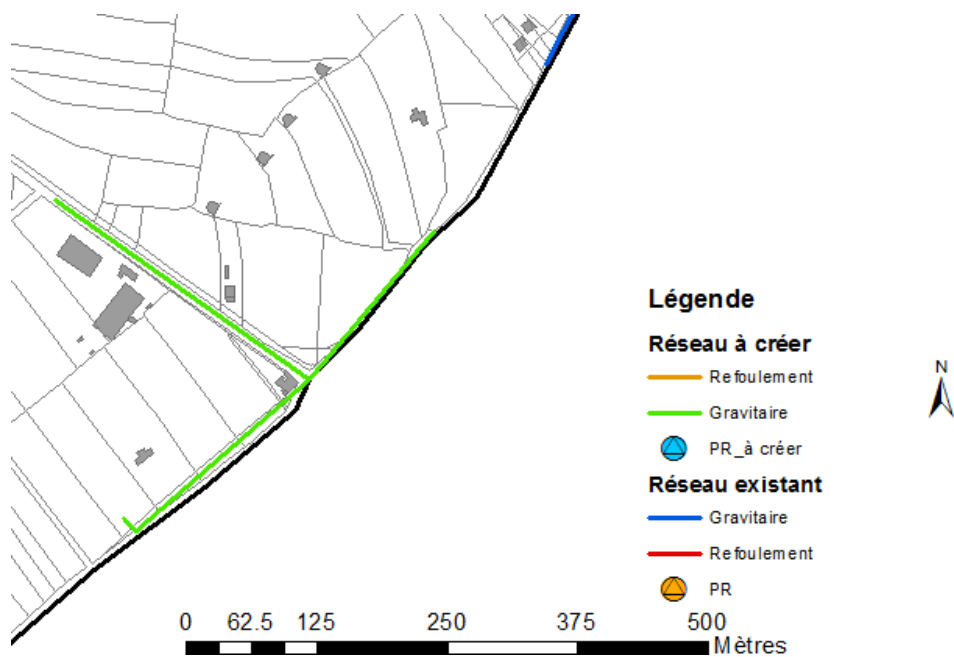 Légende
Réseau à créer
Refoulement
Gravitaire
PR_à créer
Réseau existant
Gravitaire
Refoulement
PR
N
0 62.5 125 250 375 500
Mètres